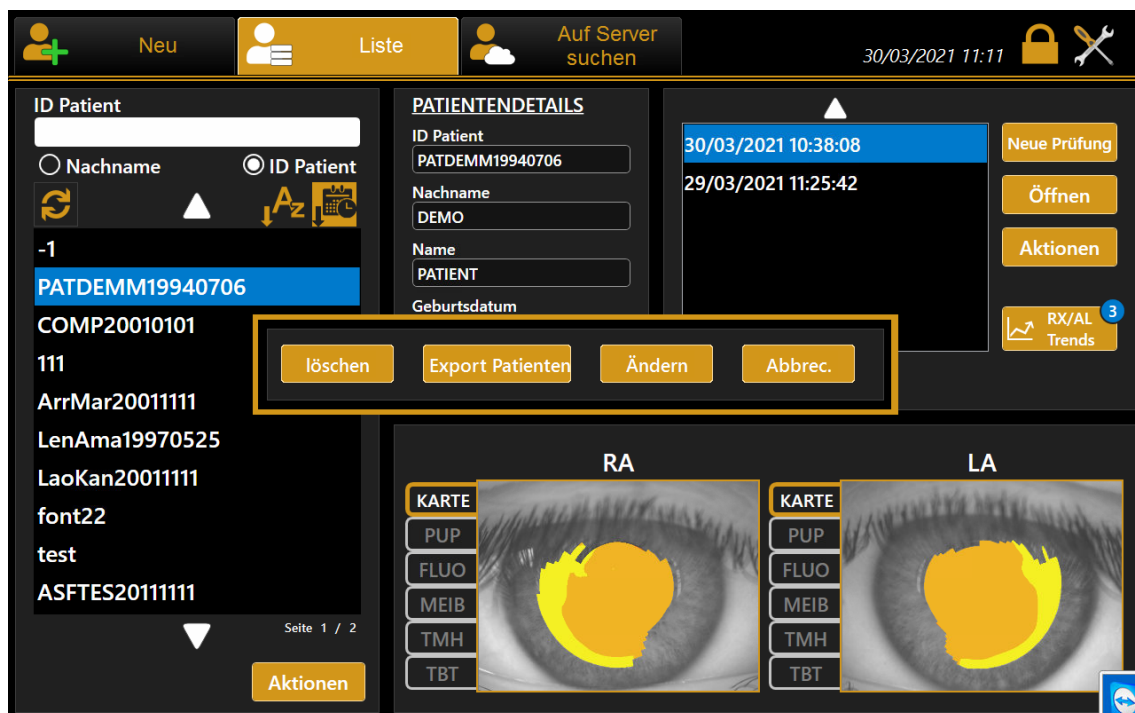 Neu
Liste
Auf Server
suchen
30/03/2021 11:11
ID Patient
Nachname
ID Patient
AZ
-1
PATDEMM19940706
COMP20010101
111
ArrMar20011111
LenAma19970525
LaoKan20011111
font22
test
ASFTES20111111
Seite 1 / 2
Aktionen
PATIENTENDETAILS
ID Patient
PATDEMM19940706
Nachname
DEMO
Name
PATIENT
Geburtsdatum
30/03/2021 10:38:08
29/03/2021 11:25:42
Neue Prüfung
Öffnen
Aktionen
RX/AL
Trends
3
löschen
Export Patienten
Ändern
Abbrec.
RA
KARTE
PUP
FLUO
MEIB
TMH
TBT
LA
KARTE
PUP
FLUO
MEIB
TMH
TBT